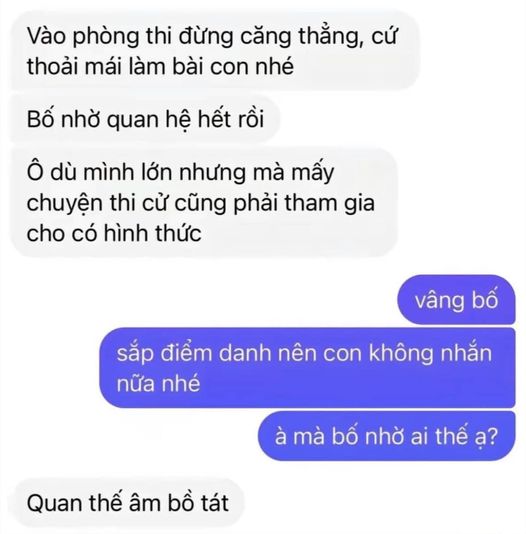 Vào phòng thi đừng căng thẳng, cứ
thoải mái làm bài con nhé
Bố nhờ quan hệ hết rồi
Ô dù mình lớn nhưng mà mấy
chuyện thi cử cũng phải tham gia
cho có hình thức
vâng bố
sắp điểm danh nên con không nhắn
nữa nhé
à mà bố nhờ ai thế ạ?
Quan thế âm bồ tát